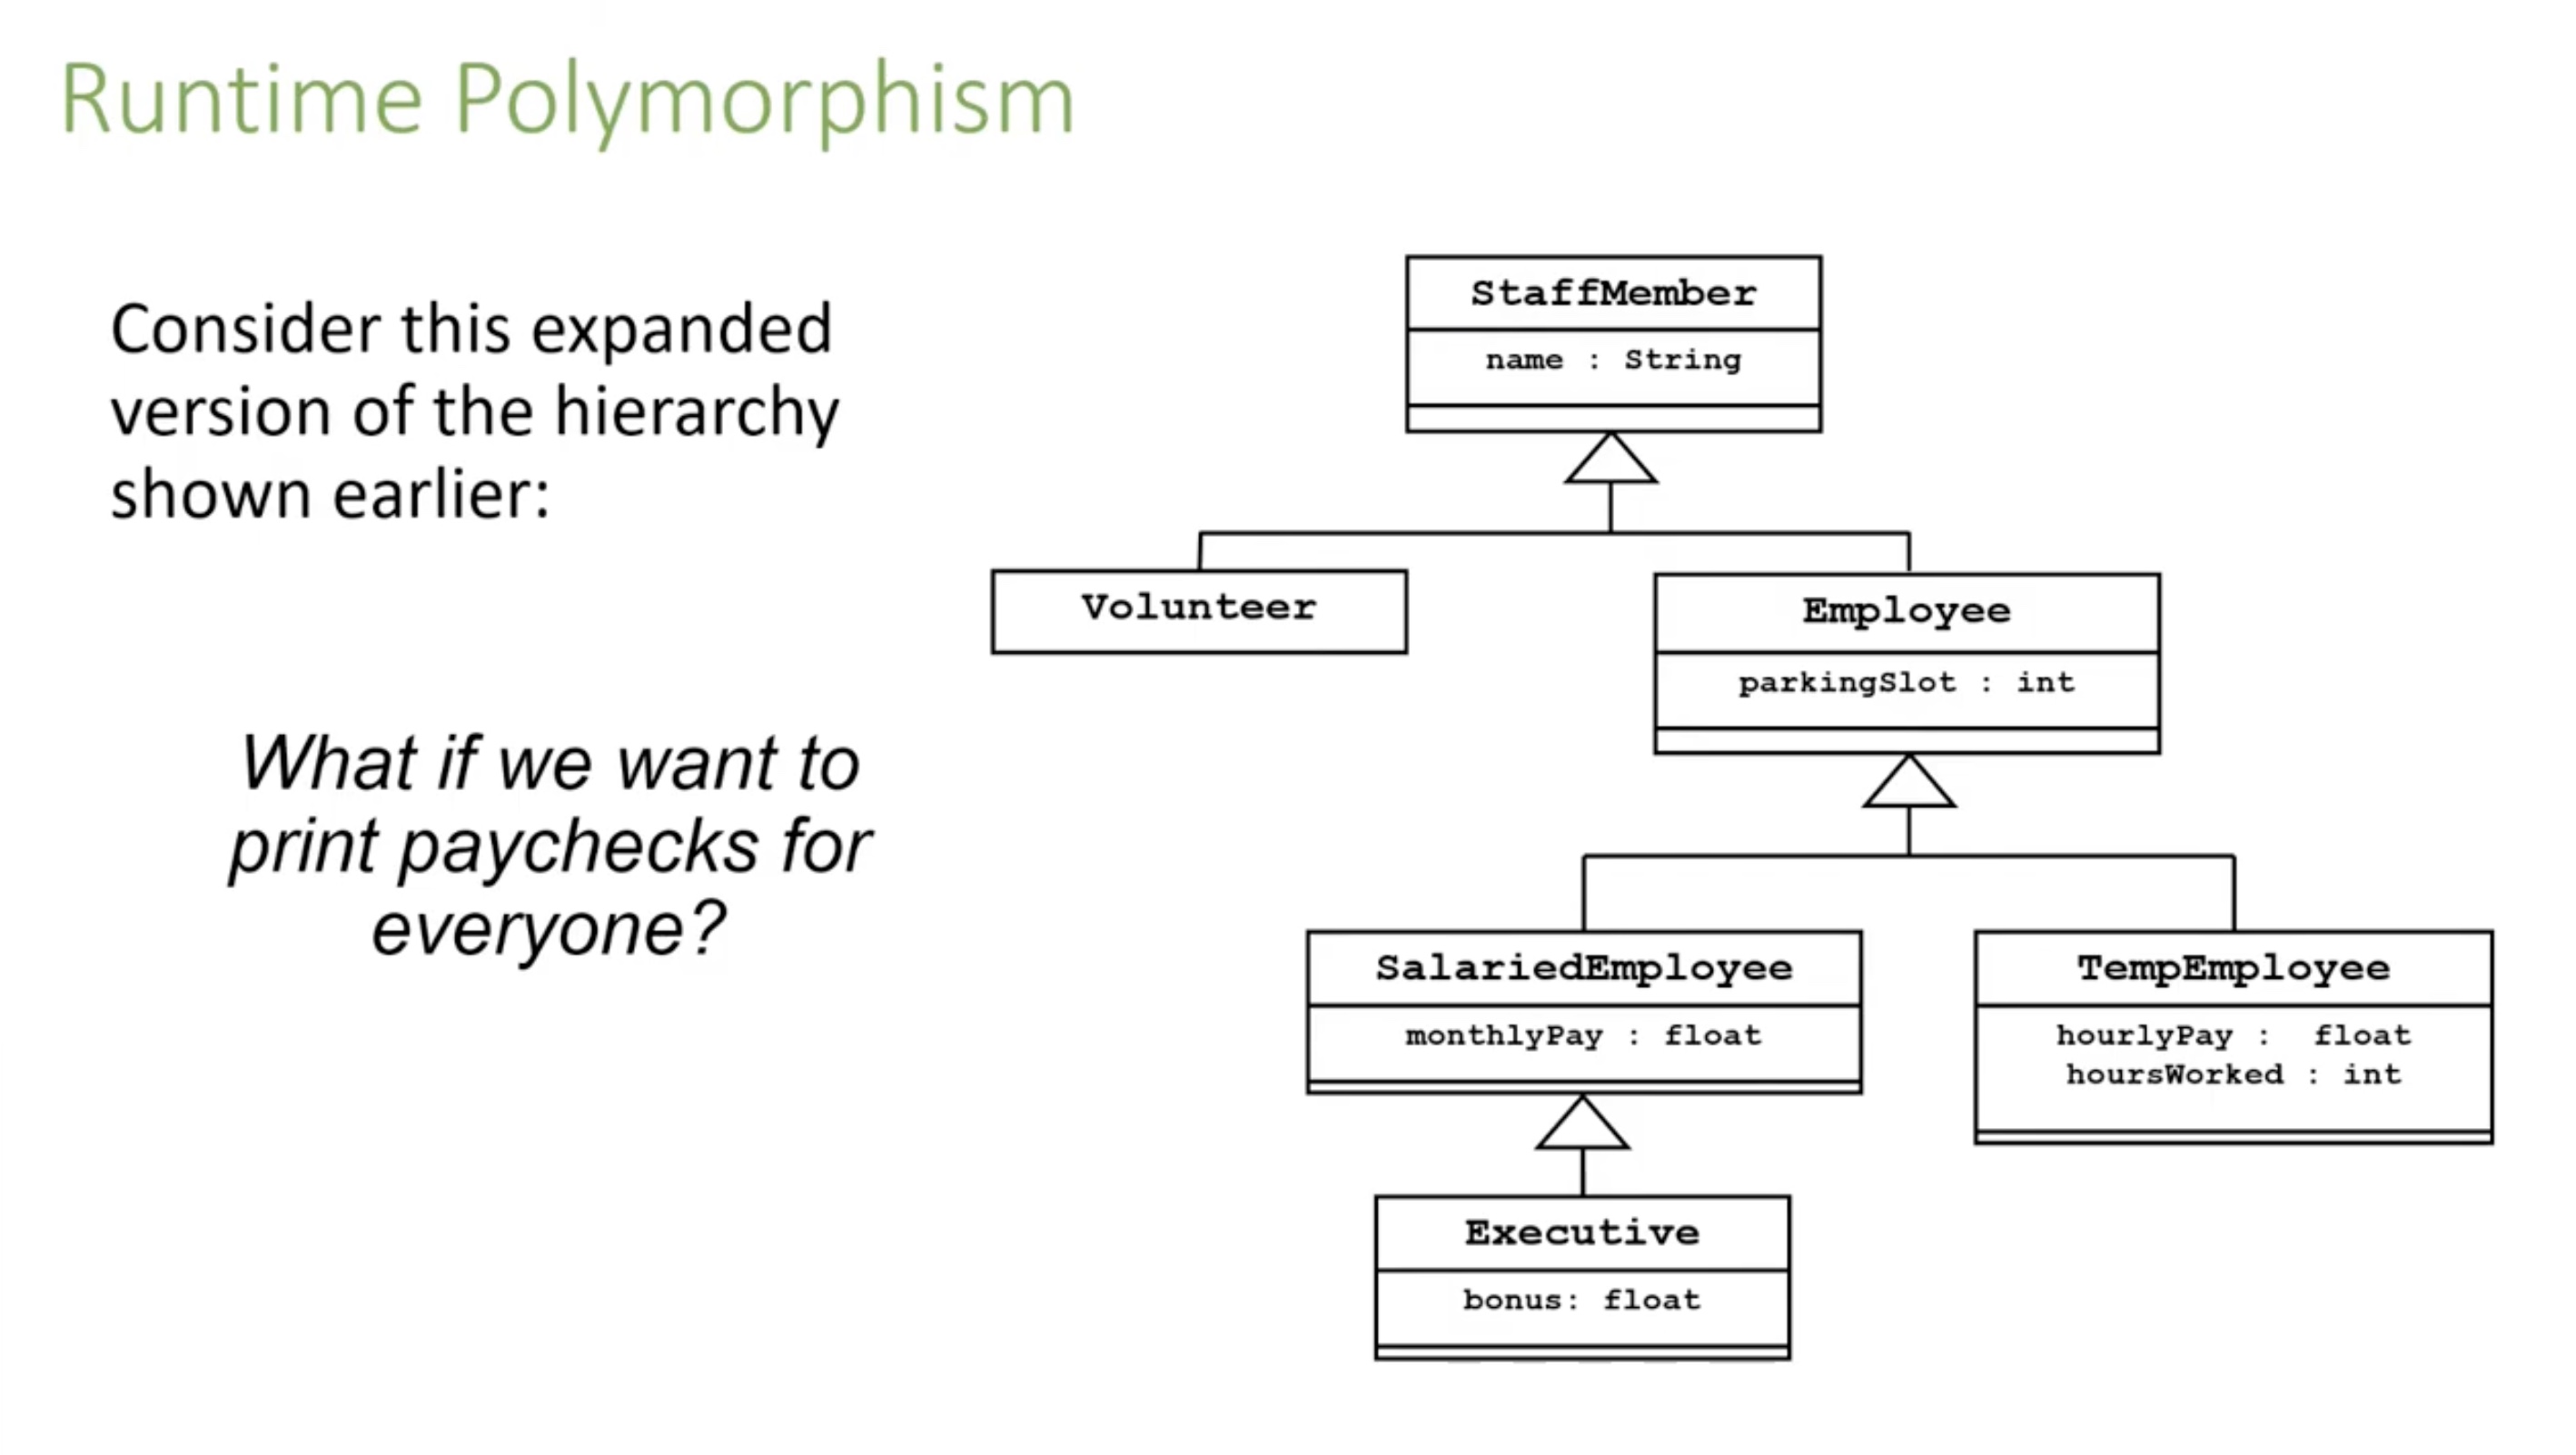 Runtime Polymorphism
Consider this expanded
version of the hierarchy
shown earlier:
What if we want to
print paychecks for
everyone?
StaffMember
name : String
Volunteer
Employee
parkingSlot : int
SalariedEmployee
monthlyPay : float
TempEmployee
hourlyPay : float
hoursWorked : int
Executive
bonus: float